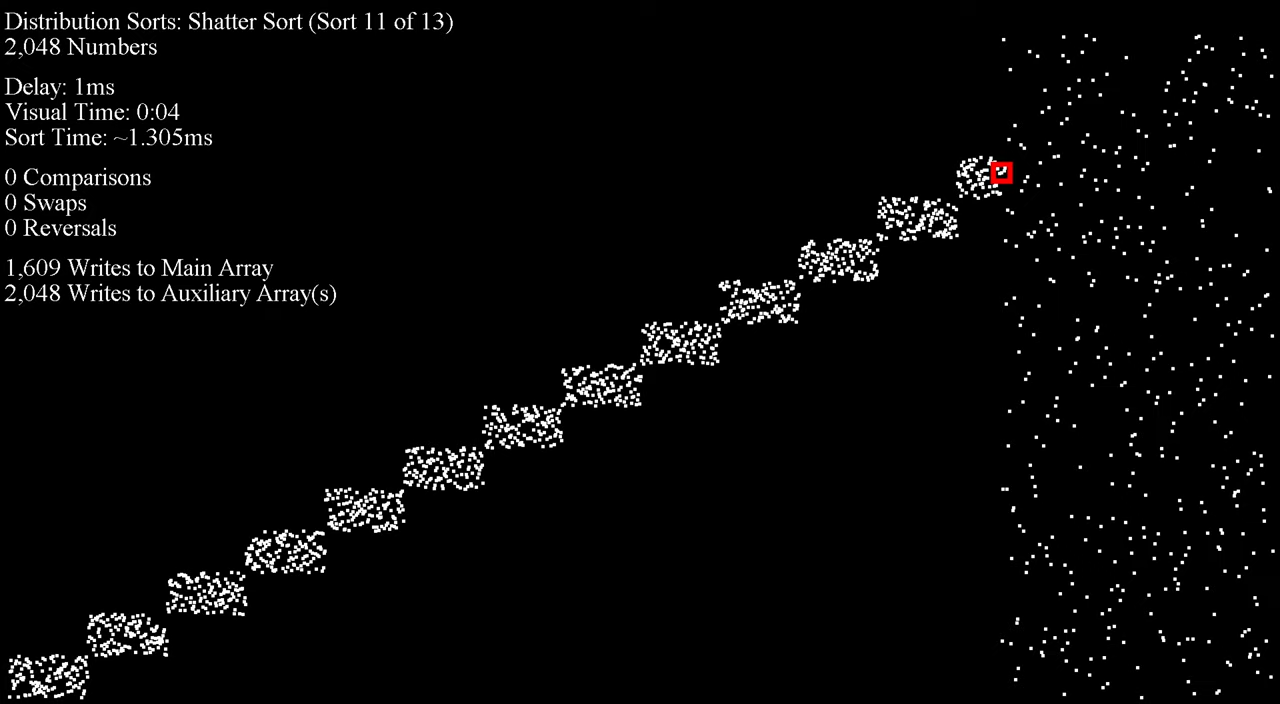 Distribution Sorts: Shatter Sort (Sort 11 of 13)
2,048 Numbers
Delay: 1ms
Visual Time: 0:04
Sort Time: ~1.305ms
0 Comparisons
0 Swaps
0 Reversals
1,609 Writes to Main Array
2,048 Writes to Auxiliary Array(s)